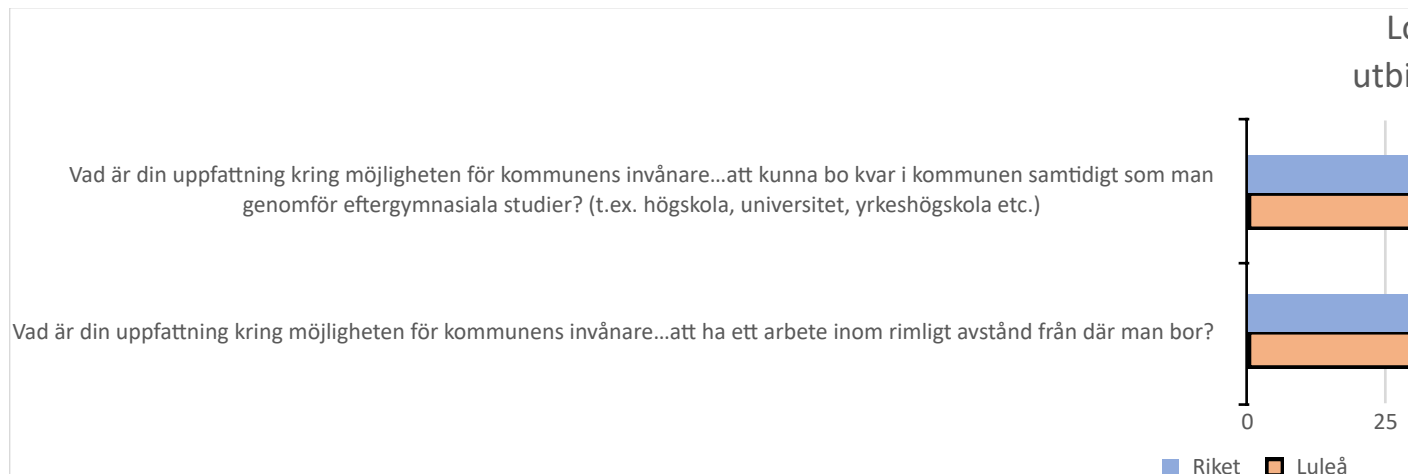 Lo
utbi
Vad är din uppfattning kring möjligheten för kommunens invånare...att kunna bo kvar i kommunen samtidigt som man
genomför eftergymnasiala studier? (t.ex. högskola, universitet, yrkeshögskola etc.)
Vad är din uppfattning kring möjligheten för kommunens invånare...att ha ett arbete inom rimligt avstånd från där man bor?
0 25
Riket Luleå